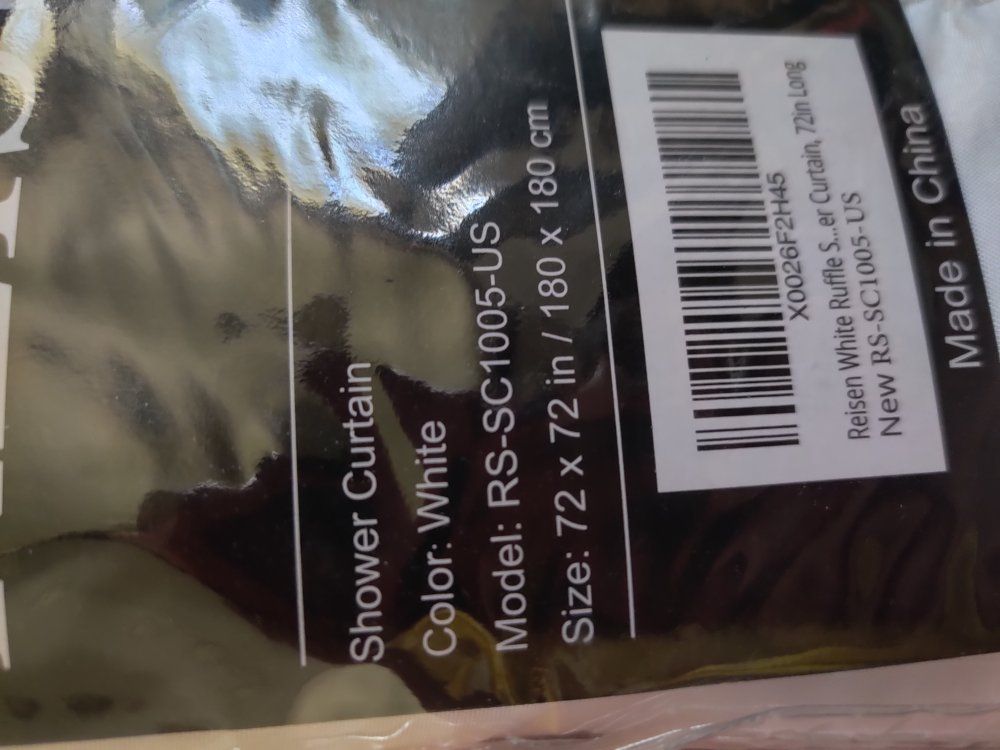 Shower Curtain
Color: White
Model: RS-SC1005-US
Size: 72 x 72 in / 180 x 180 cm
X0026F2H45
Reisen White Ruffle S...er Curtain, 72in Long
New RS-SC1005-US
Made in China